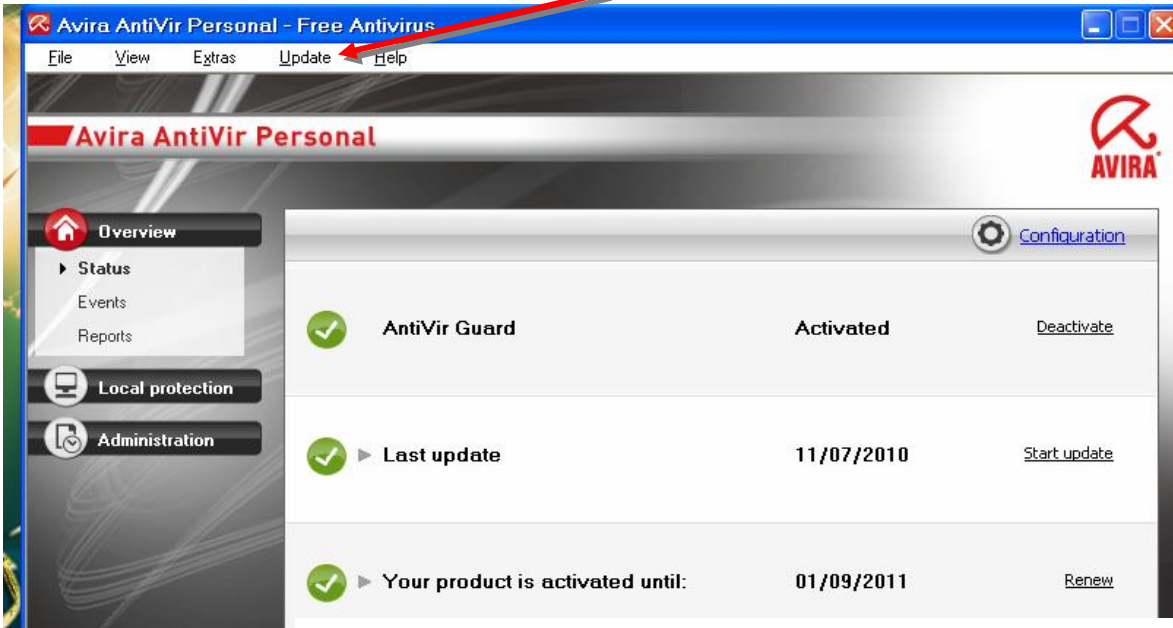 Avira AntiVir Personal - Free Antivirus
File View Extras Update Help
Avira AntiVir Personal
AVIRA
Overview
Configuration
Status
Events
Reports
AntiVir Guard Activated Deactivate
Local protection
Administration
Last update 11/07/2010 Start update
Your product is activated until: 01/09/2011 Renew